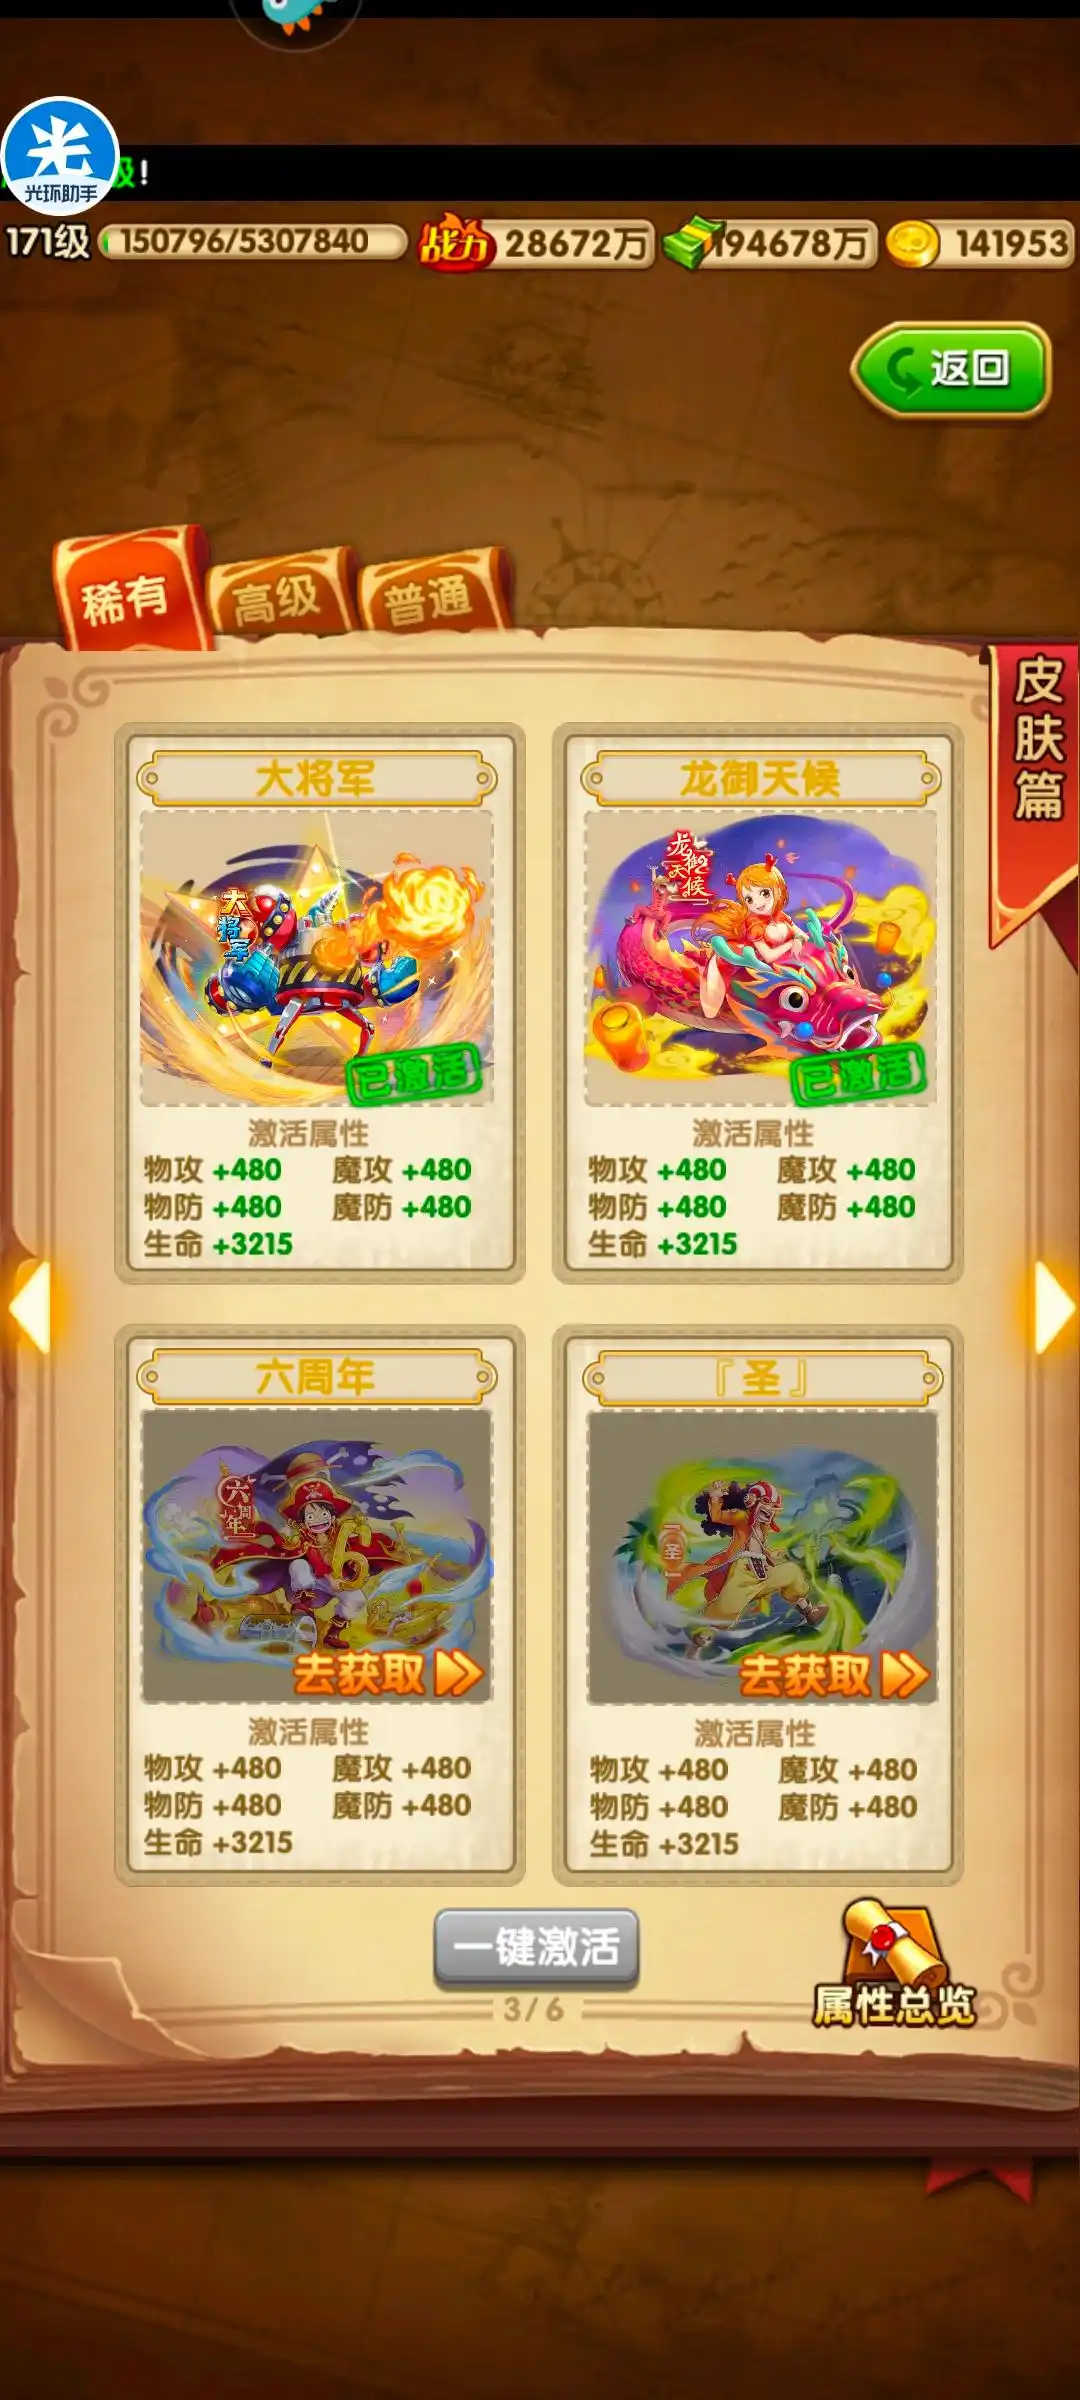 光
光环助手
级!
171级 150796/5307840 战力 28672万 194678万 141953
返回
稀有 高级 普通
皮肤篇
大将军
大将军
已激活
激活属性
物攻 +480 魔攻 +480
物防 +480 魔防 +480
生命 +3215
龙御天候
龙御天候
已激活
激活属性
物攻 +480 魔攻 +480
物防 +480 魔防 +480
生命 +3215
六周年
六周年
6
去获取
激活属性
物攻 +480 魔攻 +480
物防 +480 魔防 +480
生命 +3215
『圣』
『圣』
去获取
激活属性
物攻 +480 魔攻 +480
物防 +480 魔防 +480
生命 +3215
一键激活
3/6
属性总览